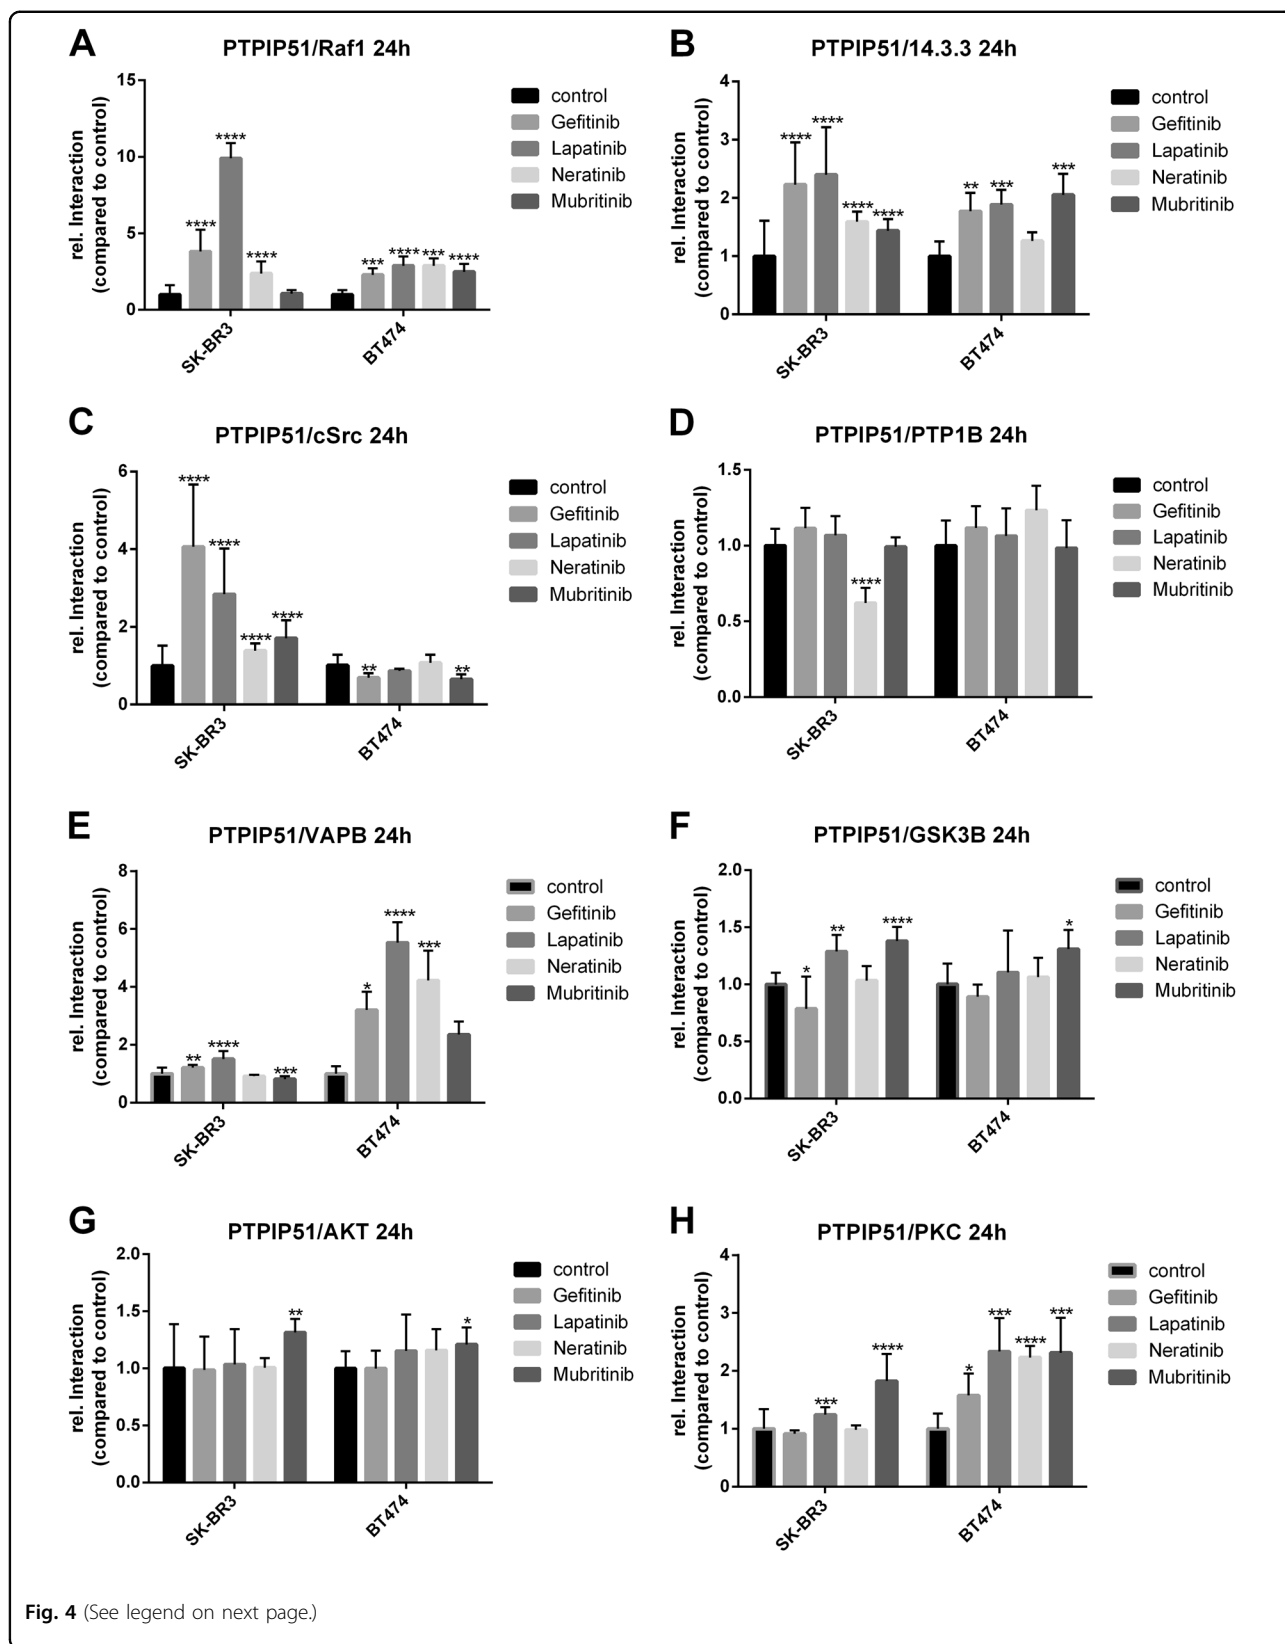 A
PTPIP51/Raf1 24h
rel. Interaction
(compared to control)
15
10
5
0
****
****
****
***
****
***
****
SK-BR3
BT474
control
Gefitinib
Lapatinib
Neratinib
Mubritinib
B
PTPIP51/14.3.3 24h
rel. Interaction
(compared to control)
4
3
2
1
0
****
****
****
****
**
***
***
SK-BR3
BT474
control
Gefitinib
Lapatinib
Neratinib
Mubritinib
C
PTPIP51/cSrc 24h
rel. Interaction
(compared to control)
6
4
2
0
****
****
****
****
**
**
SK-BR3
BT474
control
Gefitinib
Lapatinib
Neratinib
Mubritinib
D
PTPIP51/PTP1B 24h
rel. Interaction
(compared to control)
1.5
1.0
0.5
0.0
****
SK-BR3
BT474
control
Gefitinib
Lapatinib
Neratinib
Mubritinib
E
PTPIP51/VAPB 24h
rel. Interaction
(compared to control)
8
6
4
2
0
**
****
***
*
****
***
SK-BR3
BT474
control
Gefitinib
Lapatinib
Neratinib
Mubritinib
F
PTPIP51/GSK3B 24h
rel. Interaction
(compared to control)
2.0
1.5
1.0
0.5
0.0
*
**
****
*
SK-BR3
BT474
control
Gefitinib
Lapatinib
Neratinib
Mubritinib
G
PTPIP51/AKT 24h
rel. Interaction
(compared to control)
2.0
1.5
1.0
0.5
0.0
**
*
SK-BR3
BT474
control
Gefitinib
Lapatinib
Neratinib
Mubritinib
H
PTPIP51/PKC 24h
rel. Interaction
(compared to control)
4
3
2
1
0
***
****
*
***
****
***
SK-BR3
BT474
control
Gefitinib
Lapatinib
Neratinib
Mubritinib
Fig. 4 (See legend on next page.)